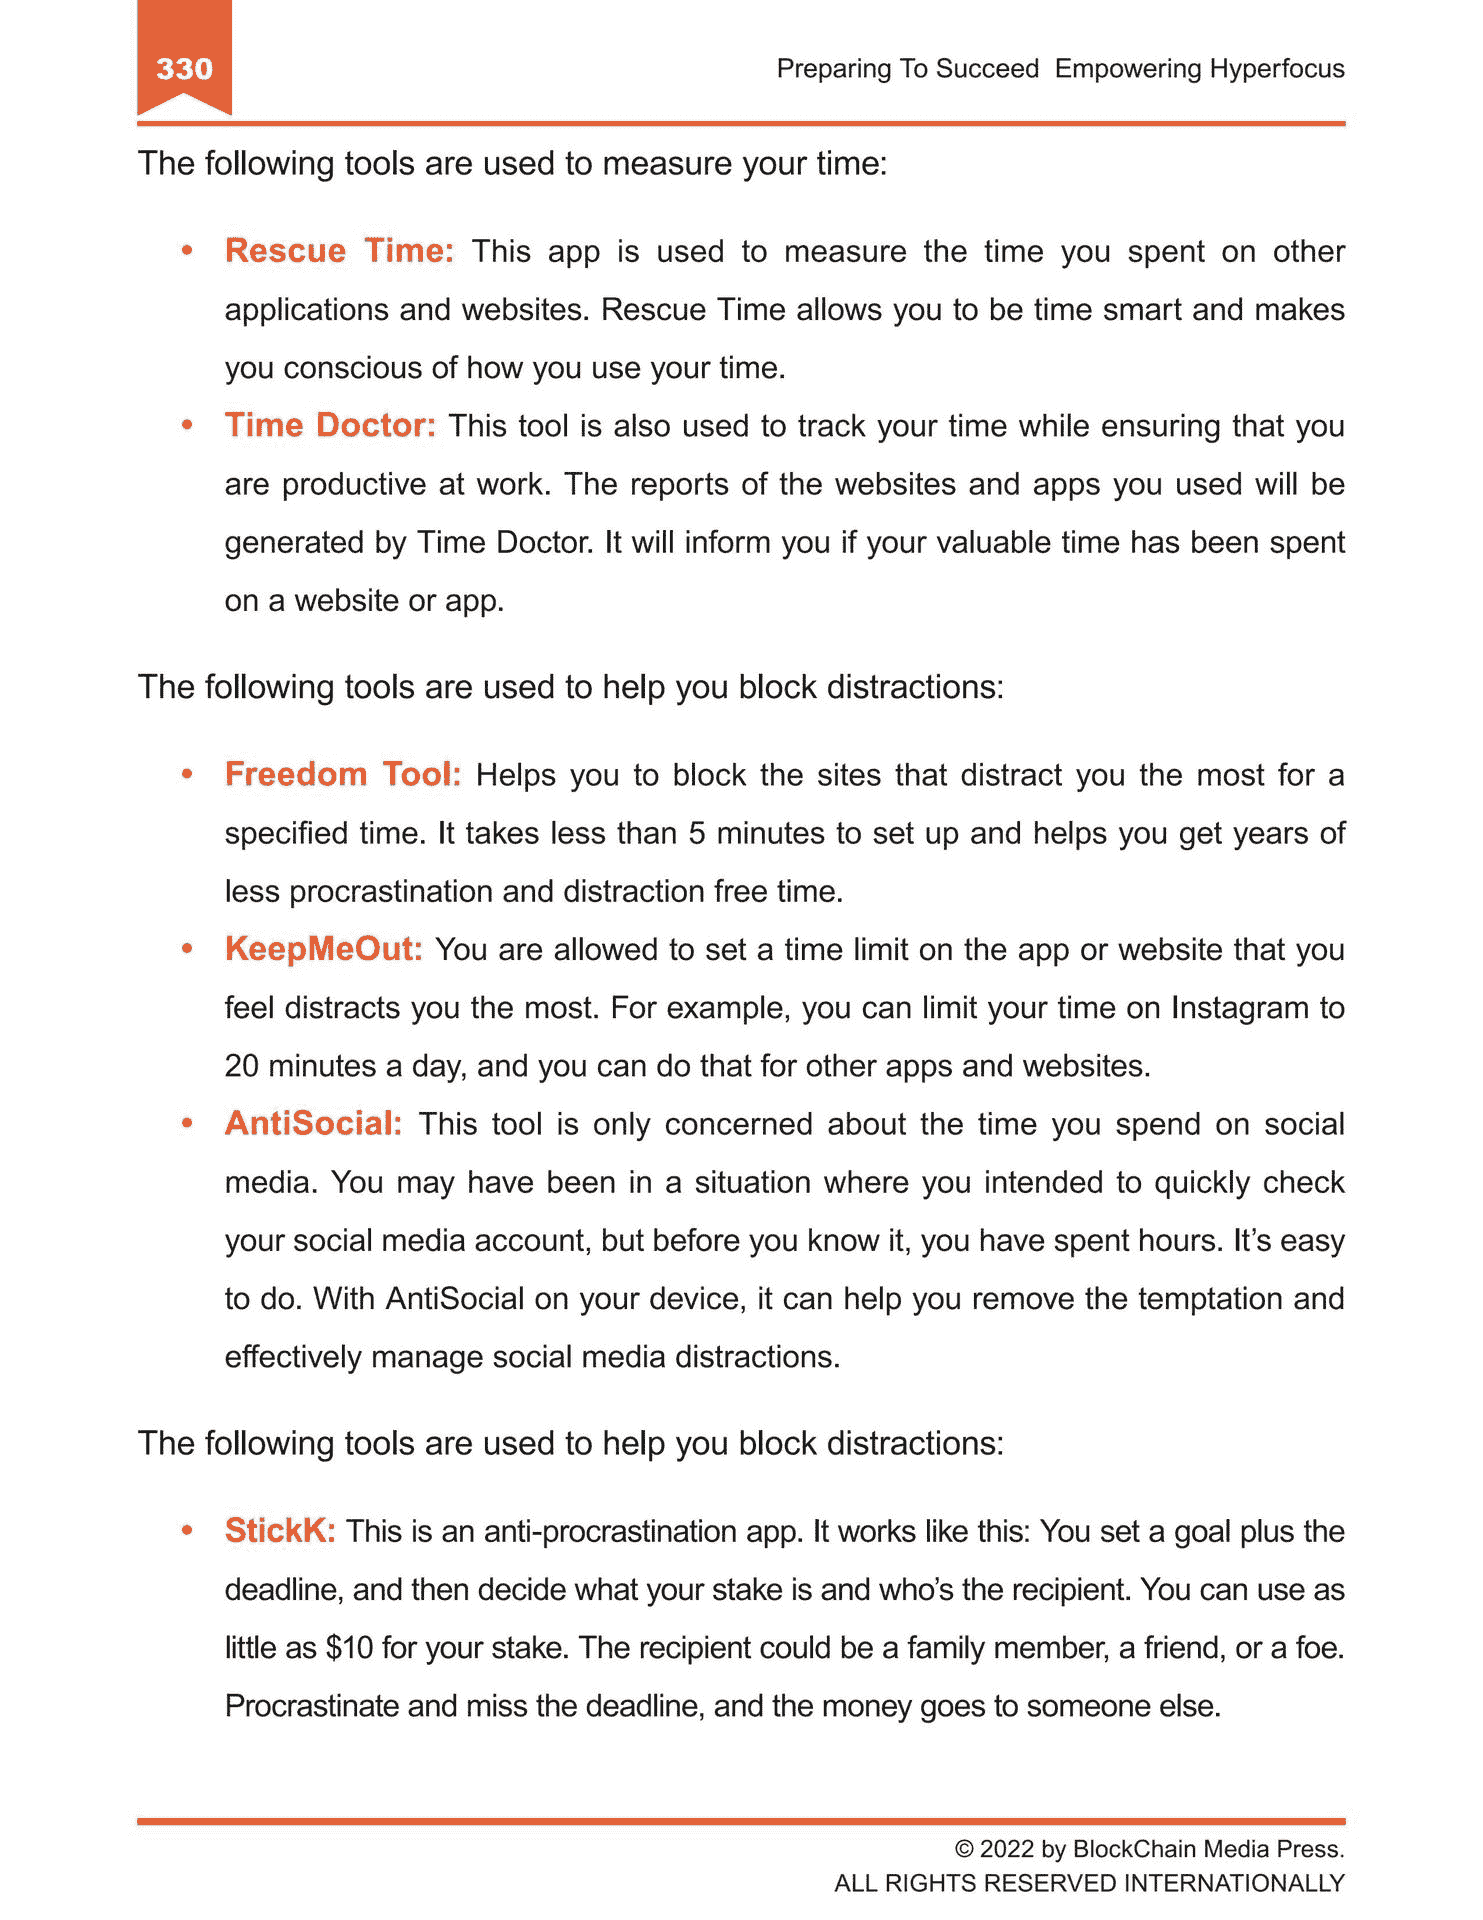 330
Preparing To Succeed  Empowering Hyperfocus
The following tools are used to measure your time:
• Rescue Time: This app is used to measure the time you spent on other
applications and websites. Rescue Time allows you to be time smart and makes
you conscious of how you use your time.
• Time Doctor: This tool is also used to track your time while ensuring that you
are productive at work. The reports of the websites and apps you used will be
generated by Time Doctor. It will inform you if your valuable time has been spent
on a website or app.
The following tools are used to help you block distractions:
• Freedom Tool: Helps you to block the sites that distract you the most for a
specified time. It takes less than 5 minutes to set up and helps you get years of
less procrastination and distraction free time.
• KeepMeOut: You are allowed to set a time limit on the app or website that you
feel distracts you the most. For example, you can limit your time on Instagram to
20 minutes a day, and you can do that for other apps and websites.
• AntiSocial: This tool is only concerned about the time you spend on social
media. You may have been in a situation where you intended to quickly check
your social media account, but before you know it, you have spent hours. It’s easy
to do. With AntiSocial on your device, it can help you remove the temptation and
effectively manage social media distractions.
The following tools are used to help you block distractions:
• StickK: This is an anti-procrastination app. It works like this: You set a goal plus the
deadline, and then decide what your stake is and who’s the recipient. You can use as
little as $10 for your stake. The recipient could be a family member, a friend, or a foe.
Procrastinate and miss the deadline, and the money goes to someone else.
© 2022 by BlockChain Media Press.
ALL RIGHTS RESERVED INTERNATIONALLY